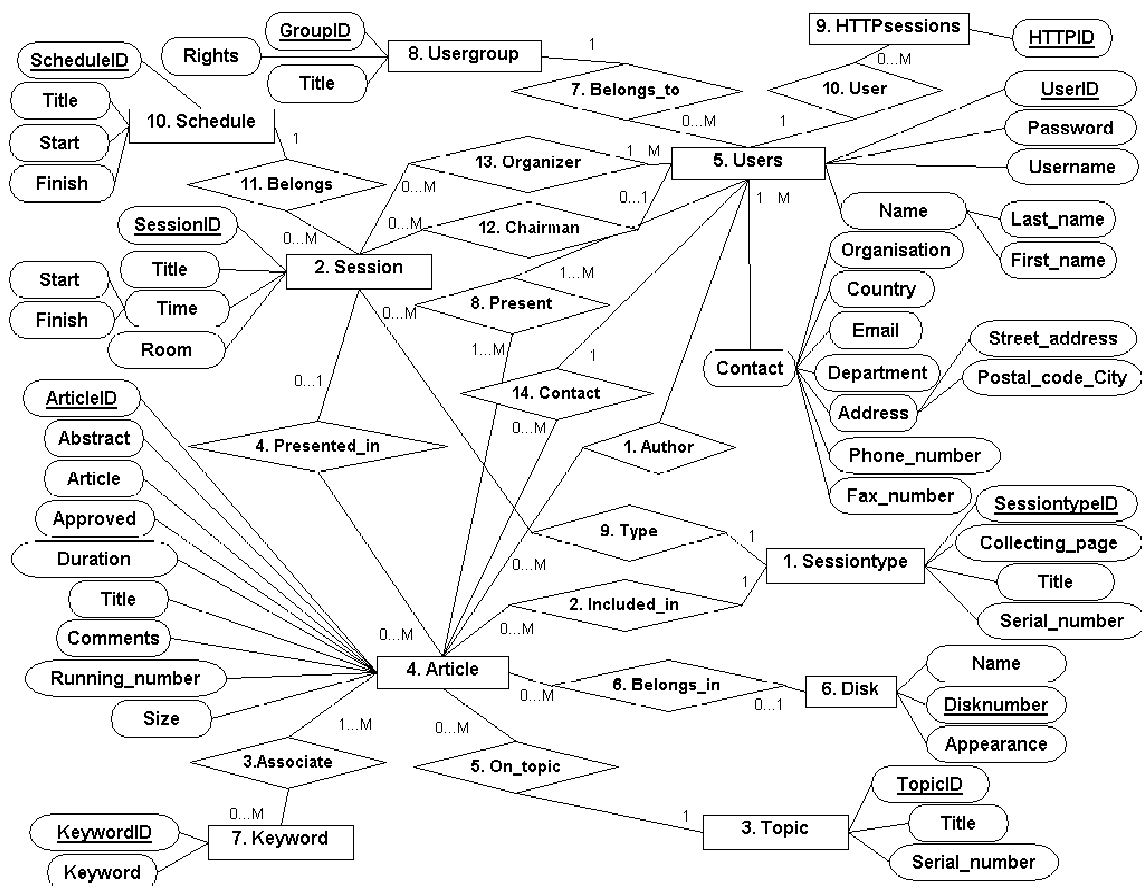 GroupID
Rights
Title
8. Usergroup
1
9. HTTPsessions
HTTPID
0...M
ScheduleID
Title
Start
Finish
10. Schedule
1
7. Belongs_to
0...M
10. User
1
UserID
Password
Username
5. Users
13. Organizer
1...M
0...M
11. Belongs
0...M
12. Chairman
0...M
0...1
1...M
Name
Last_name
First_name
SessionID
Title
Time
Room
Start
Finish
2. Session
0...M
1...M
8. Present
1...M
Organisation
Country
Email
Department
Address
Phone_number
Fax_number
Contact
Street_address
Postal_code_City
0...1
1
14. Contact
0...M
4. Presented_in
1. Author
0...M
ArticleID
Abstract
Article
Approved
Duration
Title
Comments
Running_number
Size
9. Type
1
2. Included_in
1
0...M
1. Sessiontype
SessiontypeID
Collecting_page
Title
Serial_number
0...M
4. Article
0...M
6. Belongs_in
0...1
6. Disk
Name
Disknumber
Appearance
1...M
3.Associate
0...M
0...M
5. On_topic
1
3. Topic
TopicID
Title
Serial_number
KeywordID
Keyword
7. Keyword